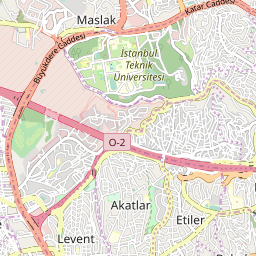 Maslak
Büyükdere Caddesi
İstanbul
Teknik
Üniversitesi
Katar Caddesi
O-2
Akatlar
Etiler
Levent